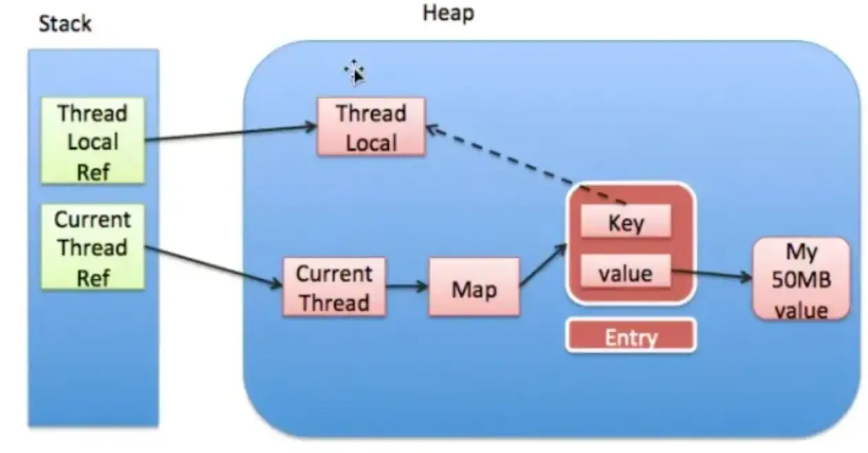 Stack
Heap
Thread
Local
Ref
Thread
Local
Current
Thread
Ref
Key
value
Current
Thread
Map
My
50MB
value
Entry